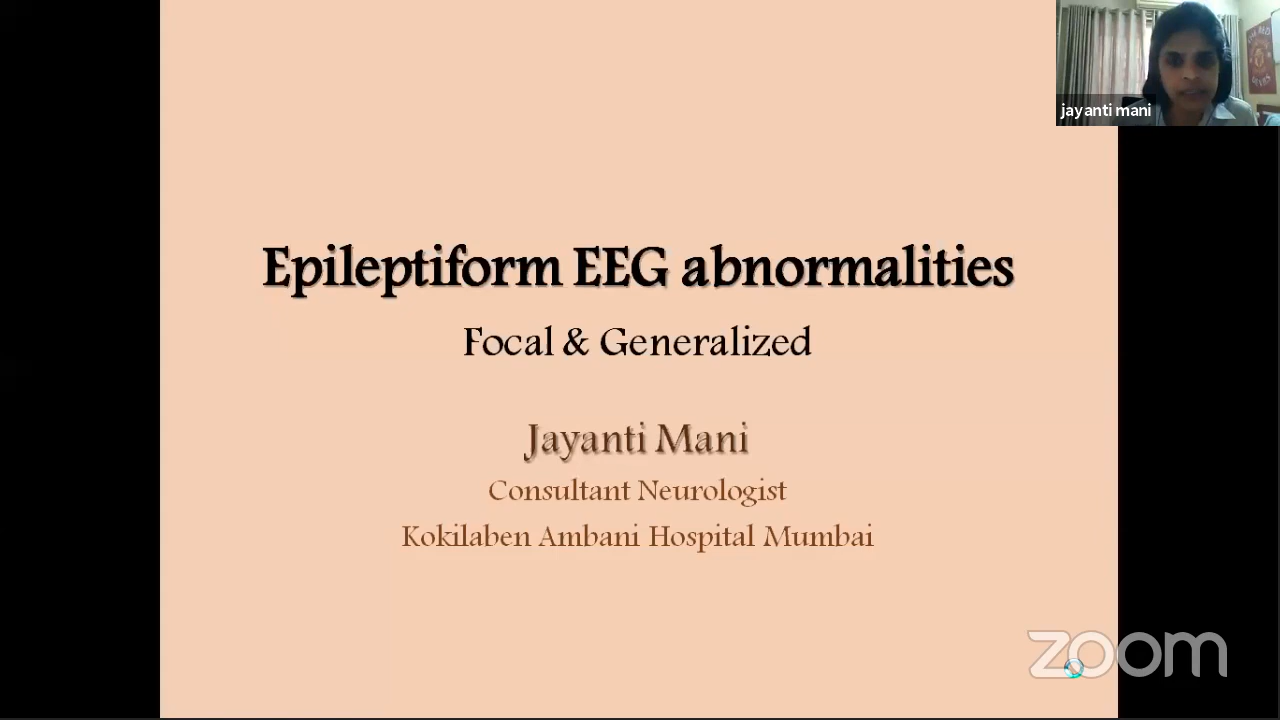 jayanti mani
Epileptiform EEG abnormalities
Focal & Generalized
Jayanti Mani
Consultant Neurologist
Kokilaben Ambani Hospital Mumbai
zoom